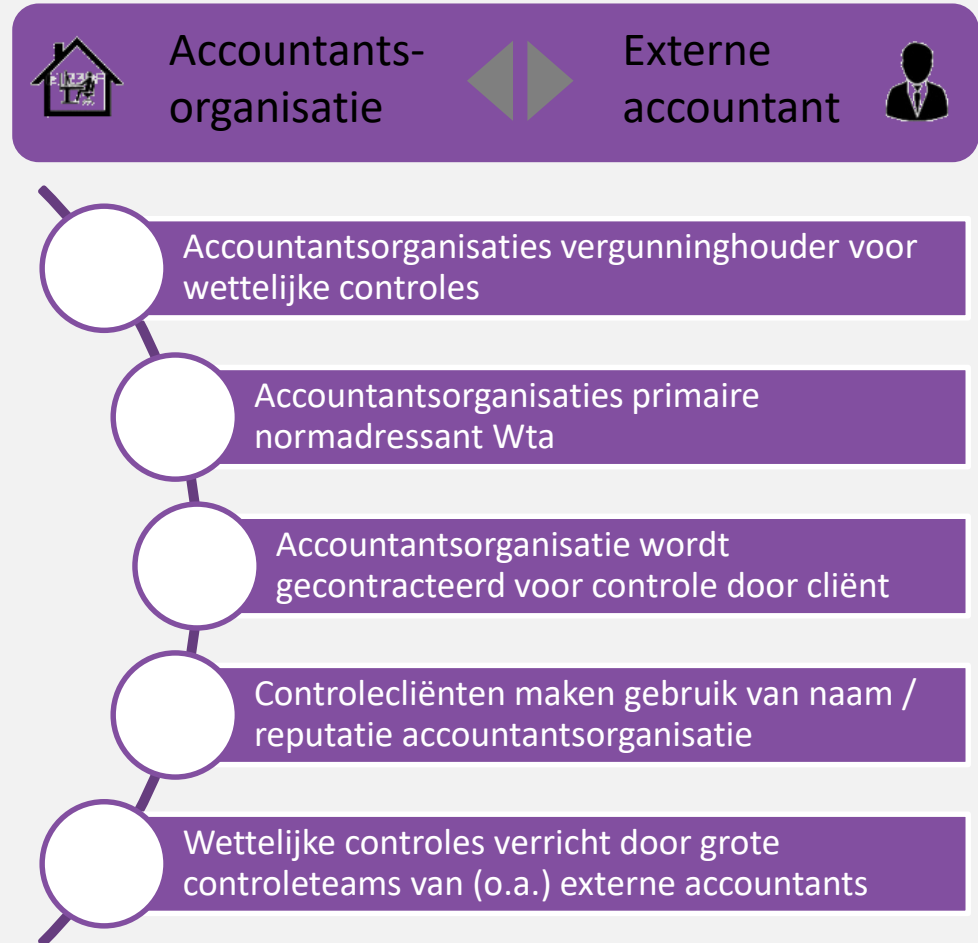 Accountants-
organisatie
Externe
accountant
Accountantsorganisaties vergunninghouder voor
wettelijke controles
Accountantsorganisaties primaire
normadressant Wta
Accountantsorganisatie wordt
gecontracteerd voor controle door cliënt
Controlecliënten maken gebruik van naam /
reputatie accountantsorganisatie
Wettelijke controles verricht door grote
controleteams van (o.a.) externe accountants